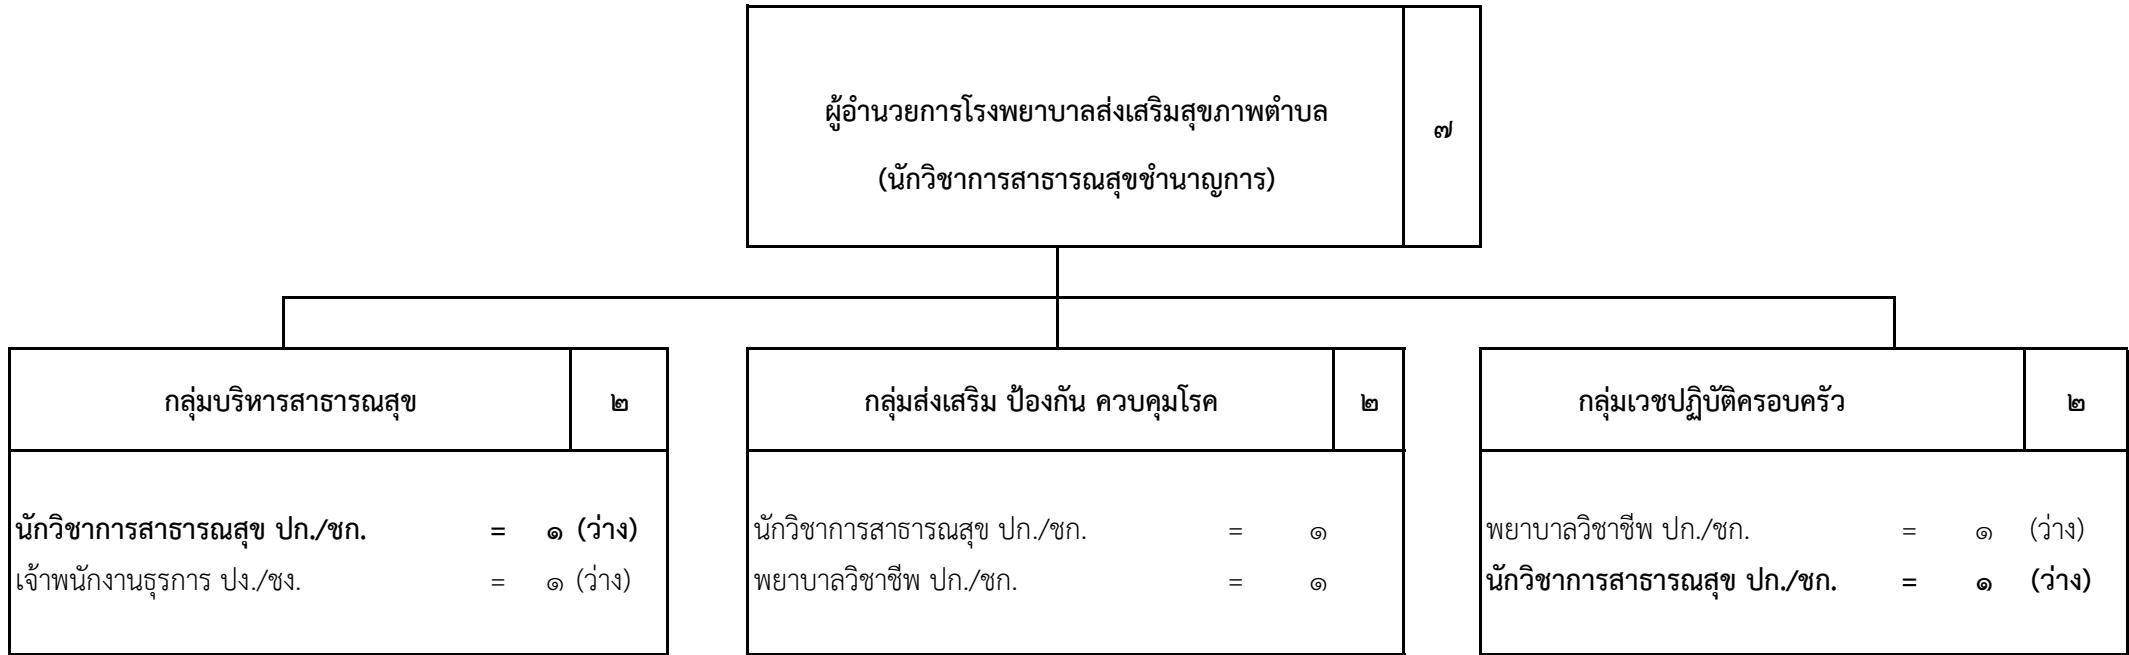 ผู้อำนวยการโรงพยาบาลส่งเสริมสุขภาพตำบล
(นักวิชาการสาธารณสุขชำนาญการ)
๗
กลุ่มบริหารสาธารณสุข ๒
นักวิชาการสาธารณสุข ปก./ชก. = ๑ (ว่าง)
เจ้าพนักงานธุรการ ปง./ชง. = ๑ (ว่าง)
กลุ่มส่งเสริม ป้องกัน ควบคุมโรค ๒
นักวิชาการสาธารณสุข ปก./ชก. = ๑
พยาบาลวิชาชีพ ปก./ชก. = ๑
กลุ่มเวชปฏิบัติครอบครัว ๒
พยาบาลวิชาชีพ ปก./ชก. = ๑ (ว่าง)
นักวิชาการสาธารณสุข ปก./ชก. = ๑ (ว่าง)